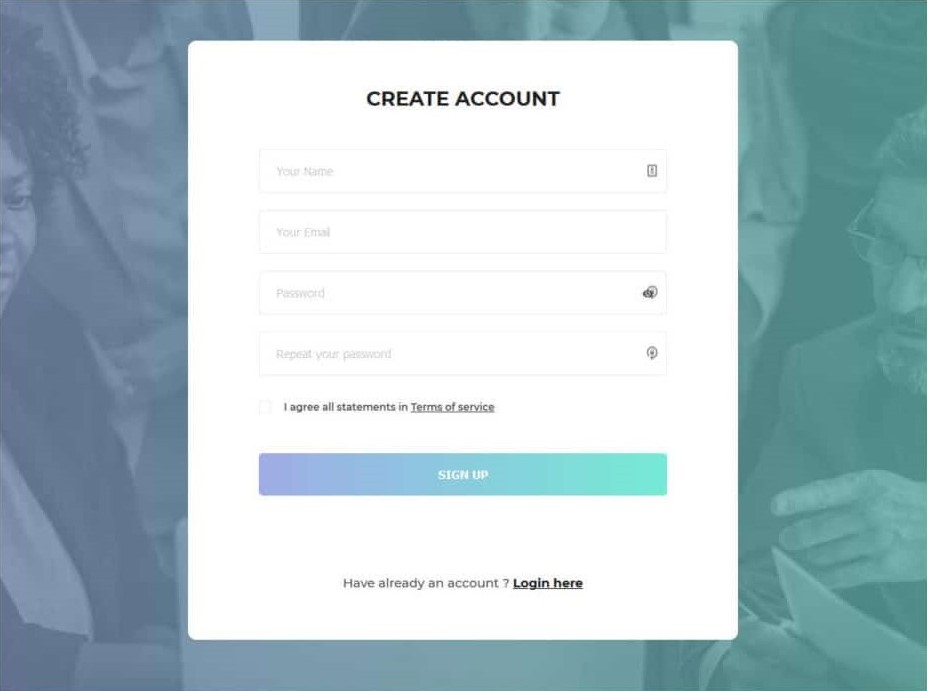 CREATE ACCOUNT
Your Name
Your Email
Password
Repeat your password
I agree all statements in Terms of service
SIGN UP
Have already an account ? Login here